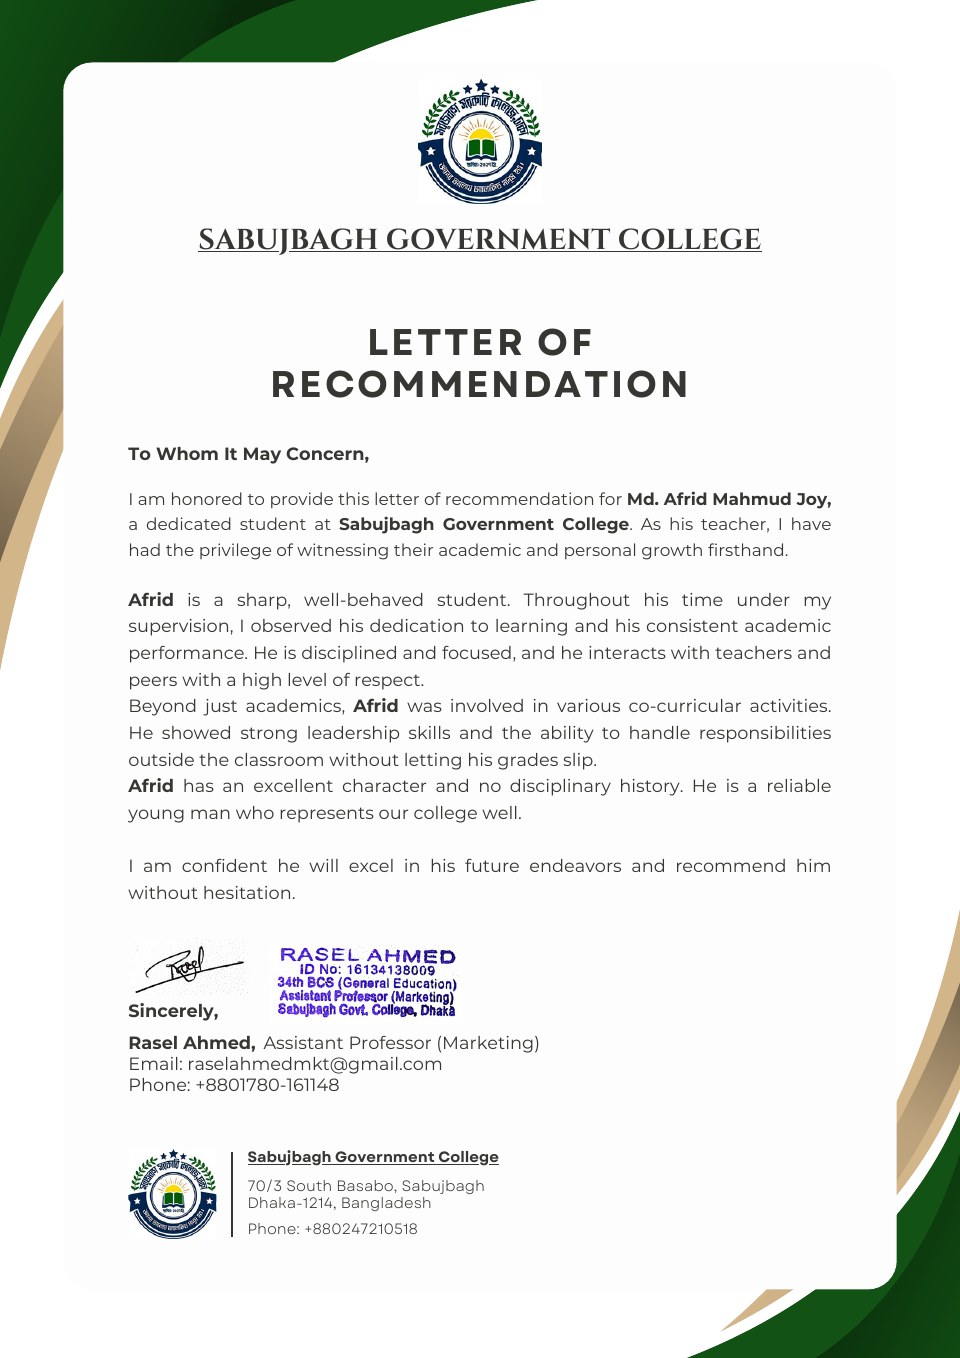 সবুজবাগ সরকারি কলেজ, ঢাকা
SABUJBAGH GOVERNMENT COLLEGE
LETTER OF
RECOMMENDATION
To Whom It May Concern,
I am honored to provide this letter of recommendation for Md. Afrid Mahmud Joy,
a dedicated student at Sabujbagh Government College. As his teacher, I have
had the privilege of witnessing their academic and personal growth firsthand.
Afrid is a sharp, well-behaved student. Throughout his time under my
supervision, I observed his dedication to learning and his consistent academic
performance. He is disciplined and focused, and he interacts with teachers and
peers with a high level of respect.
Beyond just academics, Afrid was involved in various co-curricular activities.
He showed strong leadership skills and the ability to handle responsibilities
outside the classroom without letting his grades slip.
Afrid has an excellent character and no disciplinary history. He is a reliable
young man who represents our college well.
I am confident he will excel in his future endeavors and recommend him
without hesitation.
Rasel
RASEL AHMED
ID No: 16134138009
34th BCS (General Education)
Assistant Professor (Marketing)
Sabujbagh Govt. College, Dhaka
Sincerely,
Rasel Ahmed, Assistant Professor (Marketing)
Email: raselahmedmkt@gmail.com
Phone: +8801780-161148
সবুজবাগ সরকারি কলেজ, ঢাকা
Sabujbagh Government College
70/3 South Basabo, Sabujbagh
Dhaka-1214, Bangladesh
Phone: +880247210518